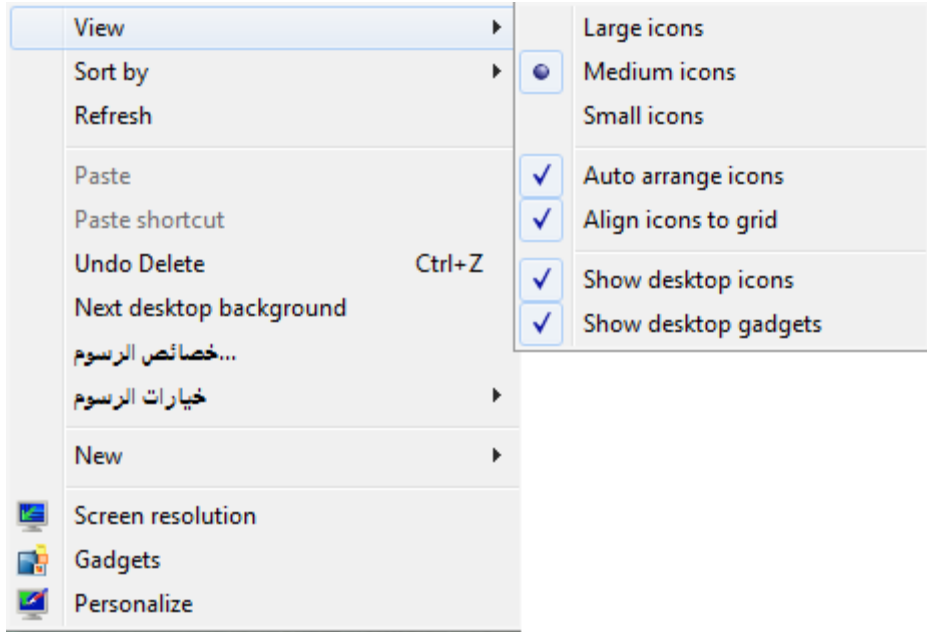 View
Sort by
Refresh
Paste
Paste shortcut
Undo Delete Ctrl+Z
Next desktop background
خصائص الرسوم...
خيارات الرسوم
New
Screen resolution
Gadgets
Personalize
Large icons
Medium icons
Small icons
Auto arrange icons
Align icons to grid
Show desktop icons
Show desktop gadgets